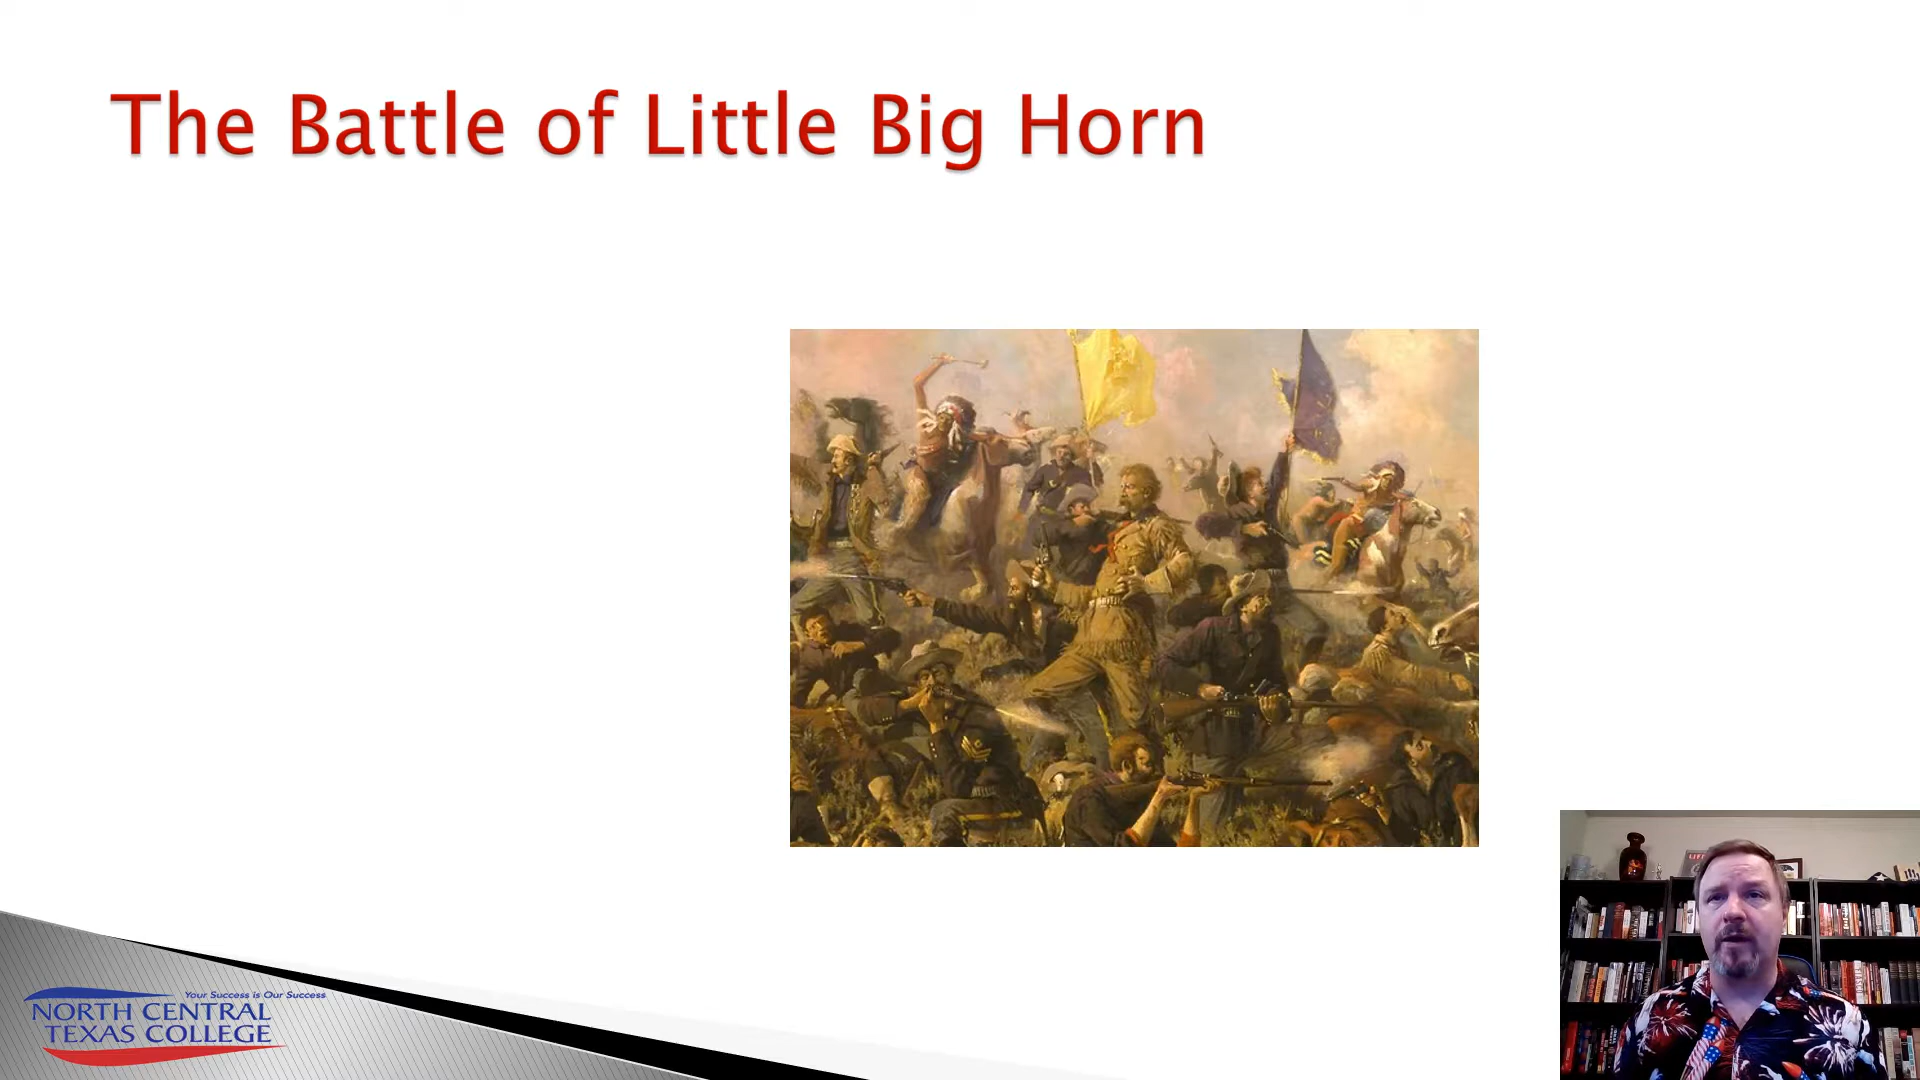 The Battle of Little Big Horn
Your Success is Our Success
NORTH CENTRAL
TEXAS COLLEGE